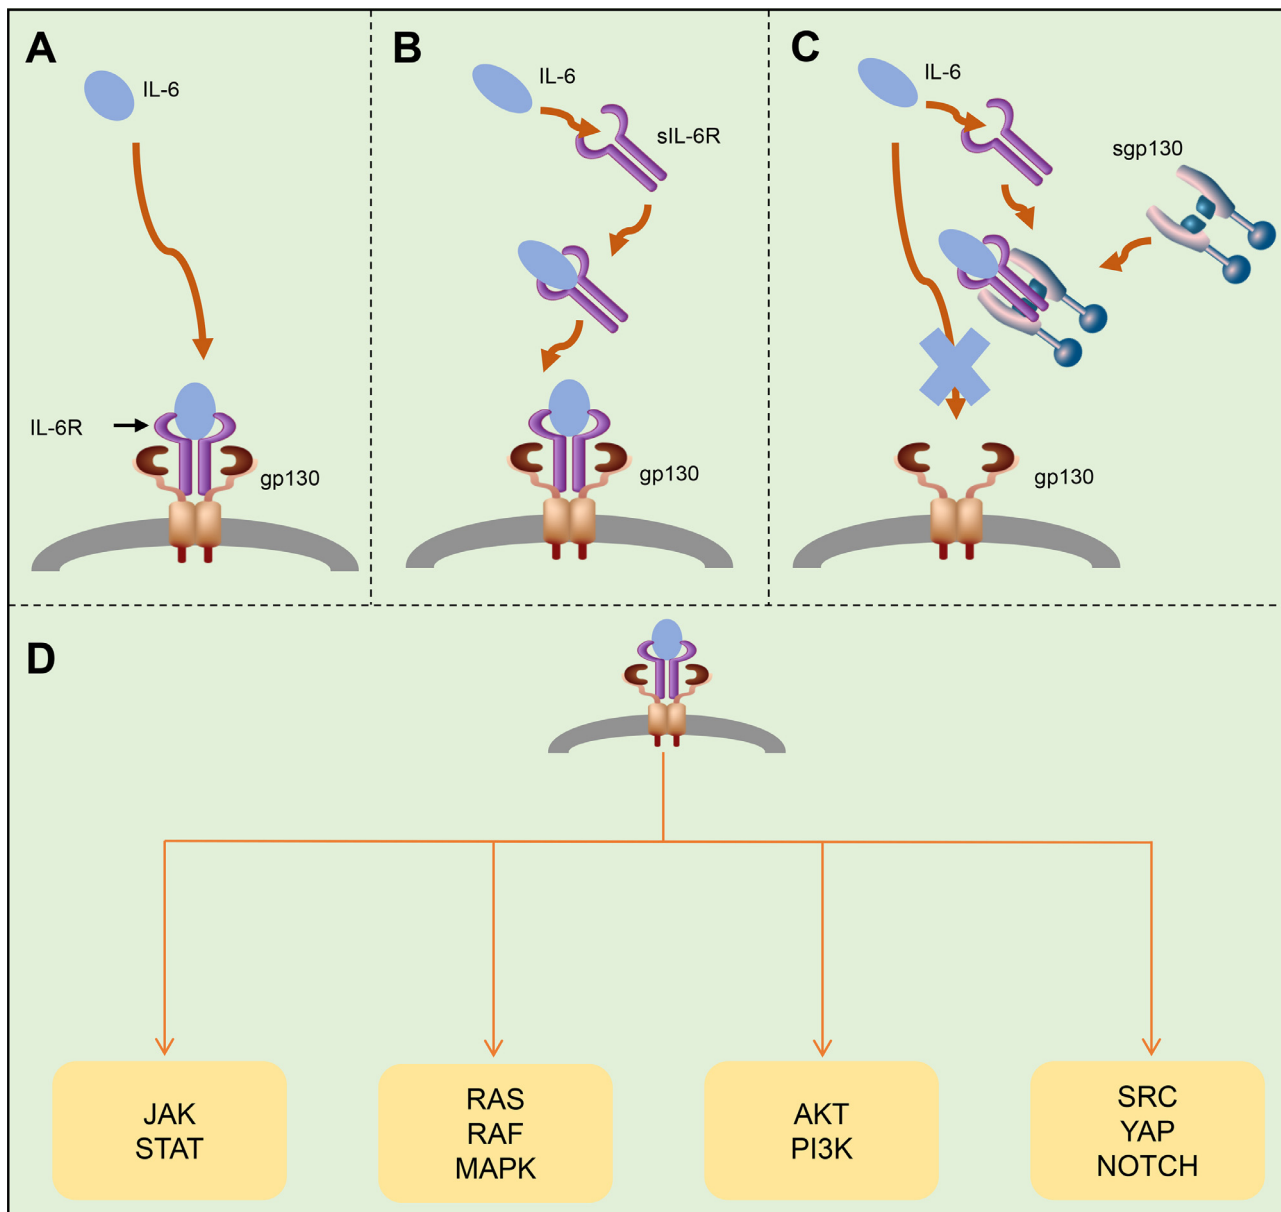 A
IL-6
IL-6R
gp130
B
IL-6
sIL-6R
gp130
C
IL-6
sgp130
gp130
D
JAK
STAT
RAS
RAF
MAPK
AKT
PI3K
SRC
YAP
NOTCH